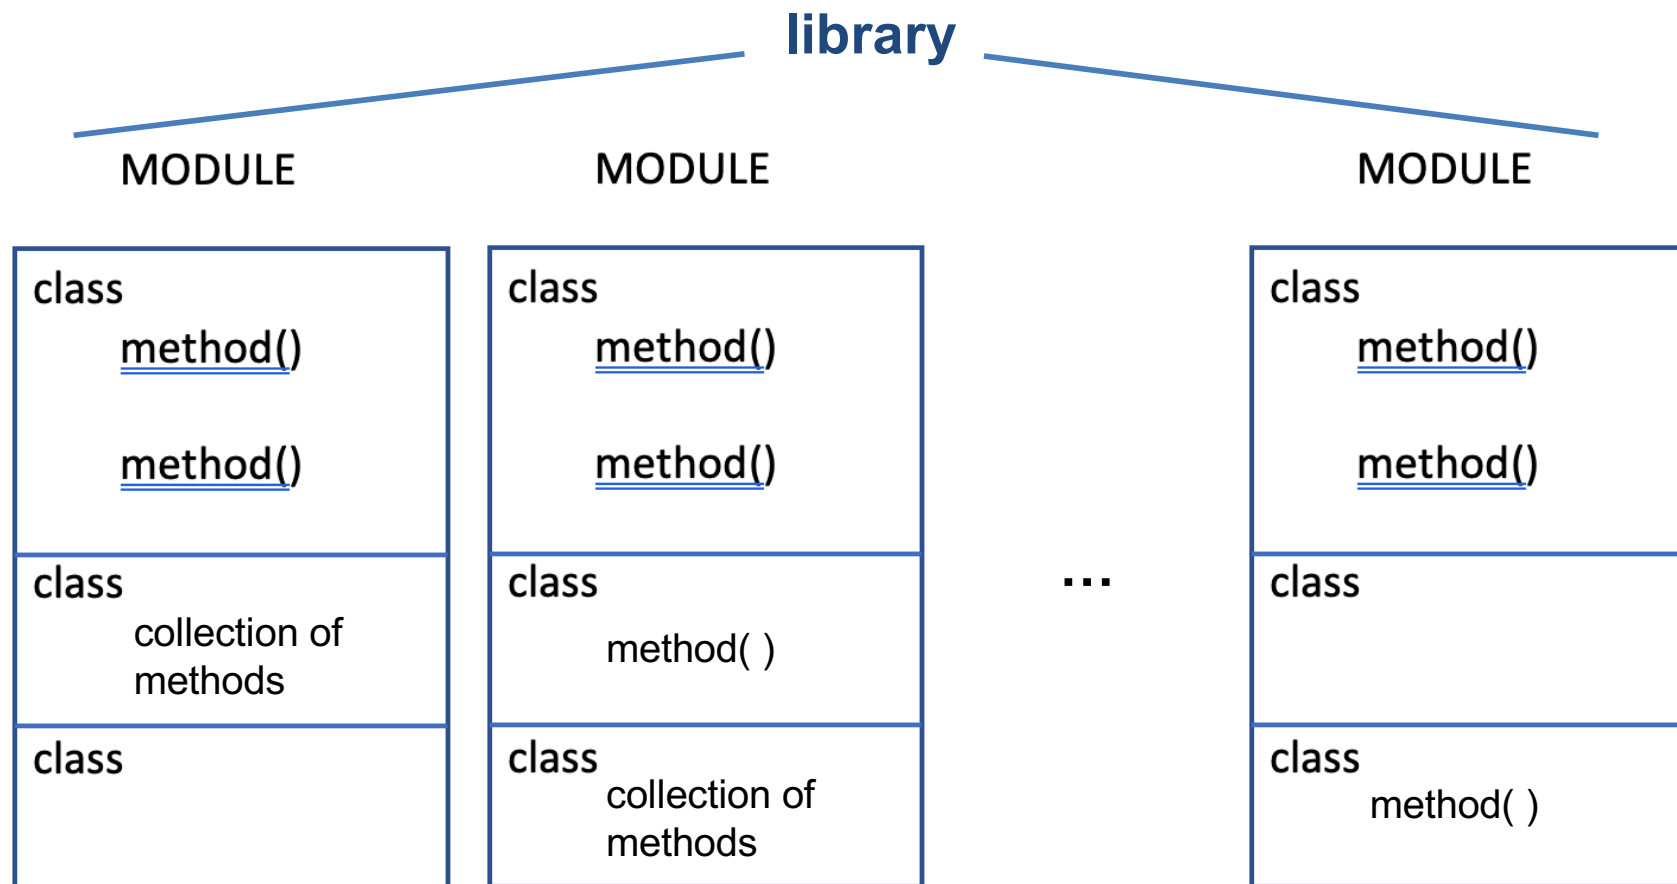 library
MODULE
MODULE
MODULE
class
method()
method()
class
collection of
methods
class
class
method()
method()
class
method( )
class
collection of
methods
...
class
method()
method()
class
class
method( )